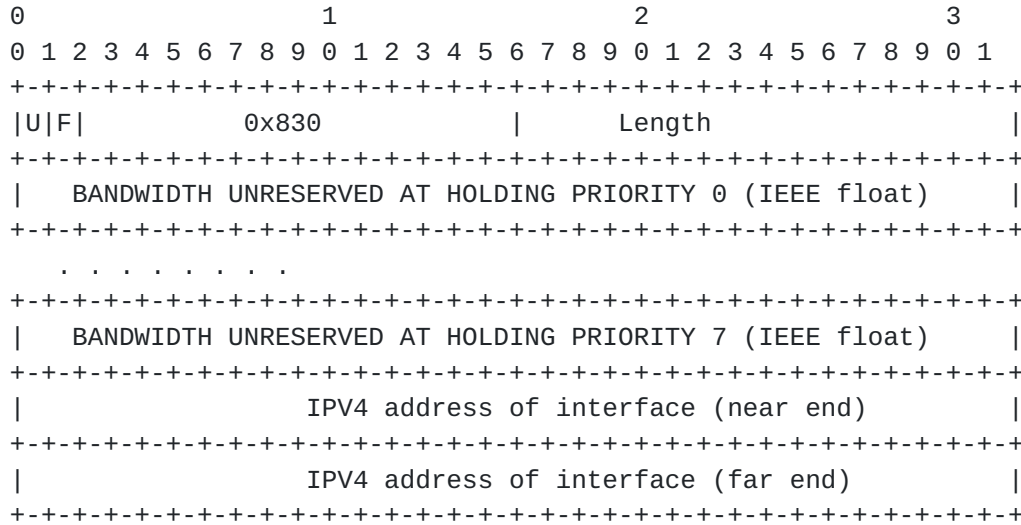 0                   1                   2                   3
0 1 2 3 4 5 6 7 8 9 0 1 2 3 4 5 6 7 8 9 0 1 2 3 4 5 6 7 8 9 0 1
+-+-+-+-+-+-+-+-+-+-+-+-+-+-+-+-+-+-+-+-+-+-+-+-+-+-+-+-+-+-+-+-+
|U|F|          0x830            |      Length                   |
+-+-+-+-+-+-+-+-+-+-+-+-+-+-+-+-+-+-+-+-+-+-+-+-+-+-+-+-+-+-+-+-+
|   BANDWIDTH UNRESERVED AT HOLDING PRIORITY 0 (IEEE float)     |
+-+-+-+-+-+-+-+-+-+-+-+-+-+-+-+-+-+-+-+-+-+-+-+-+-+-+-+-+-+-+-+-+
   . . . . . . . .
+-+-+-+-+-+-+-+-+-+-+-+-+-+-+-+-+-+-+-+-+-+-+-+-+-+-+-+-+-+-+-+-+
|   BANDWIDTH UNRESERVED AT HOLDING PRIORITY 7 (IEEE float)     |
+-+-+-+-+-+-+-+-+-+-+-+-+-+-+-+-+-+-+-+-+-+-+-+-+-+-+-+-+-+-+-+-+
|                  IPV4 address of interface (near end)         |
+-+-+-+-+-+-+-+-+-+-+-+-+-+-+-+-+-+-+-+-+-+-+-+-+-+-+-+-+-+-+-+-+
|                  IPV4 address of interface (far end)          |
+-+-+-+-+-+-+-+-+-+-+-+-+-+-+-+-+-+-+-+-+-+-+-+-+-+-+-+-+-+-+-+-+